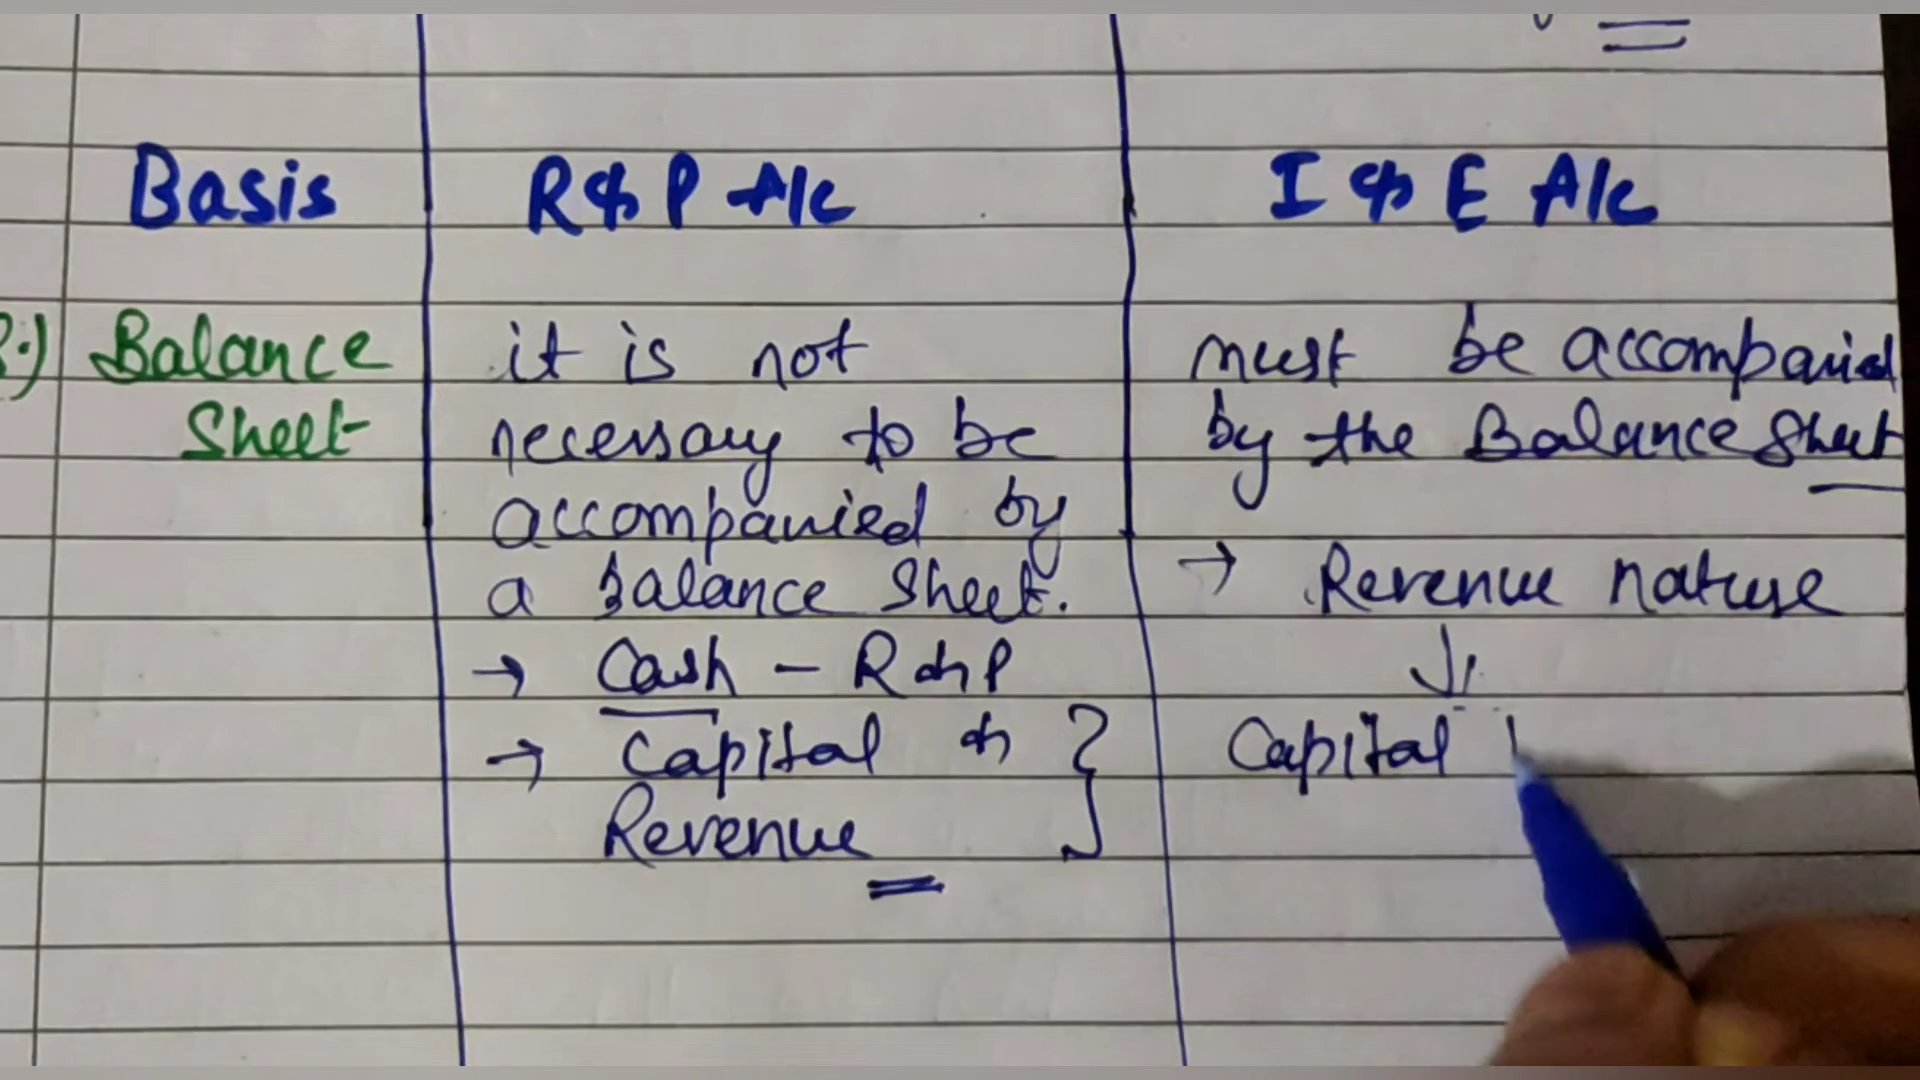 Basis R & P A/c I & E A/c
8.) Balance Sheet
it is not
necessary to be
accompanied by
a Balance Sheet.
→ Cash - R & P
→ Capital &
Revenue
must be accompanied
by the Balance Sheet
→ Revenue nature
↓
Capital